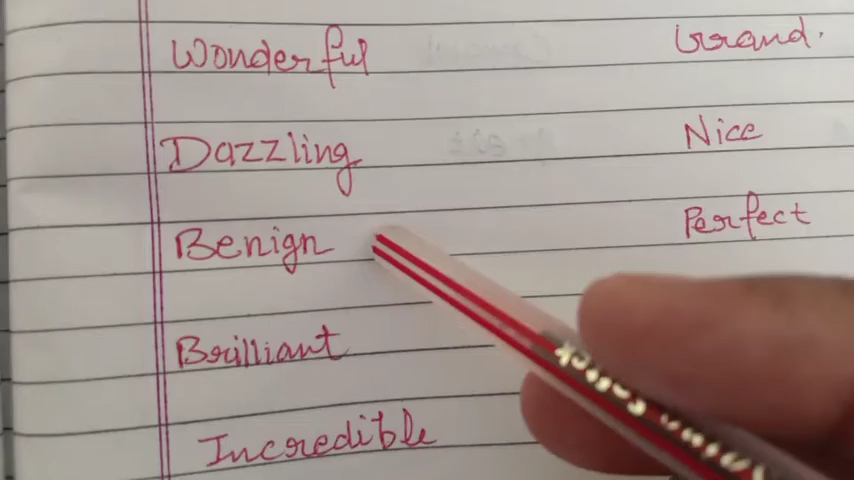 Wonderful Grand.
Dazzling Nice
Benign Perfect
Brilliant
Incredible